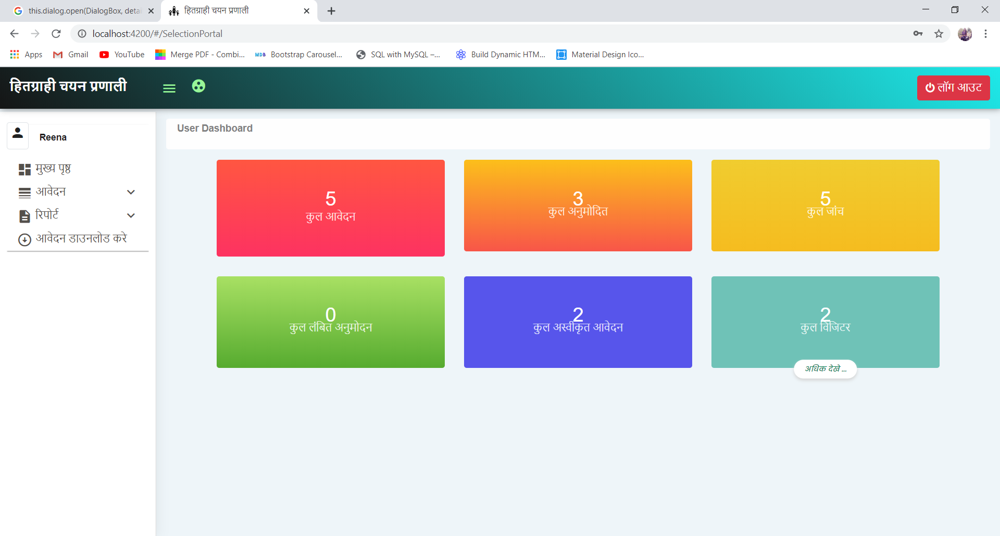 this.dialog.open(DialogBox, detai
हितग्राही चयन प्रणाली
localhost:4200/#/SelectionPortal
Apps
Gmail
YouTube
Merge PDF - Combi...
MDB
Bootstrap Carousel...
SQL with MySQL –...
Build Dynamic HTM...
Material Design Ico...
हितग्राही चयन प्रणाली
लॉग आउट
Reena
मुख्य पृष्ठ
आवेदन
रिपोर्ट
आवेदन डाउनलोड करे
User Dashboard
5
कुल आवेदन
3
कुल अनुमोदित
5
कुल जांच
0
कुल लंबित अनुमोदन
2
कुल अस्वीकृत आवेदन
2
कुल विजिटर
अधिक देखे ...